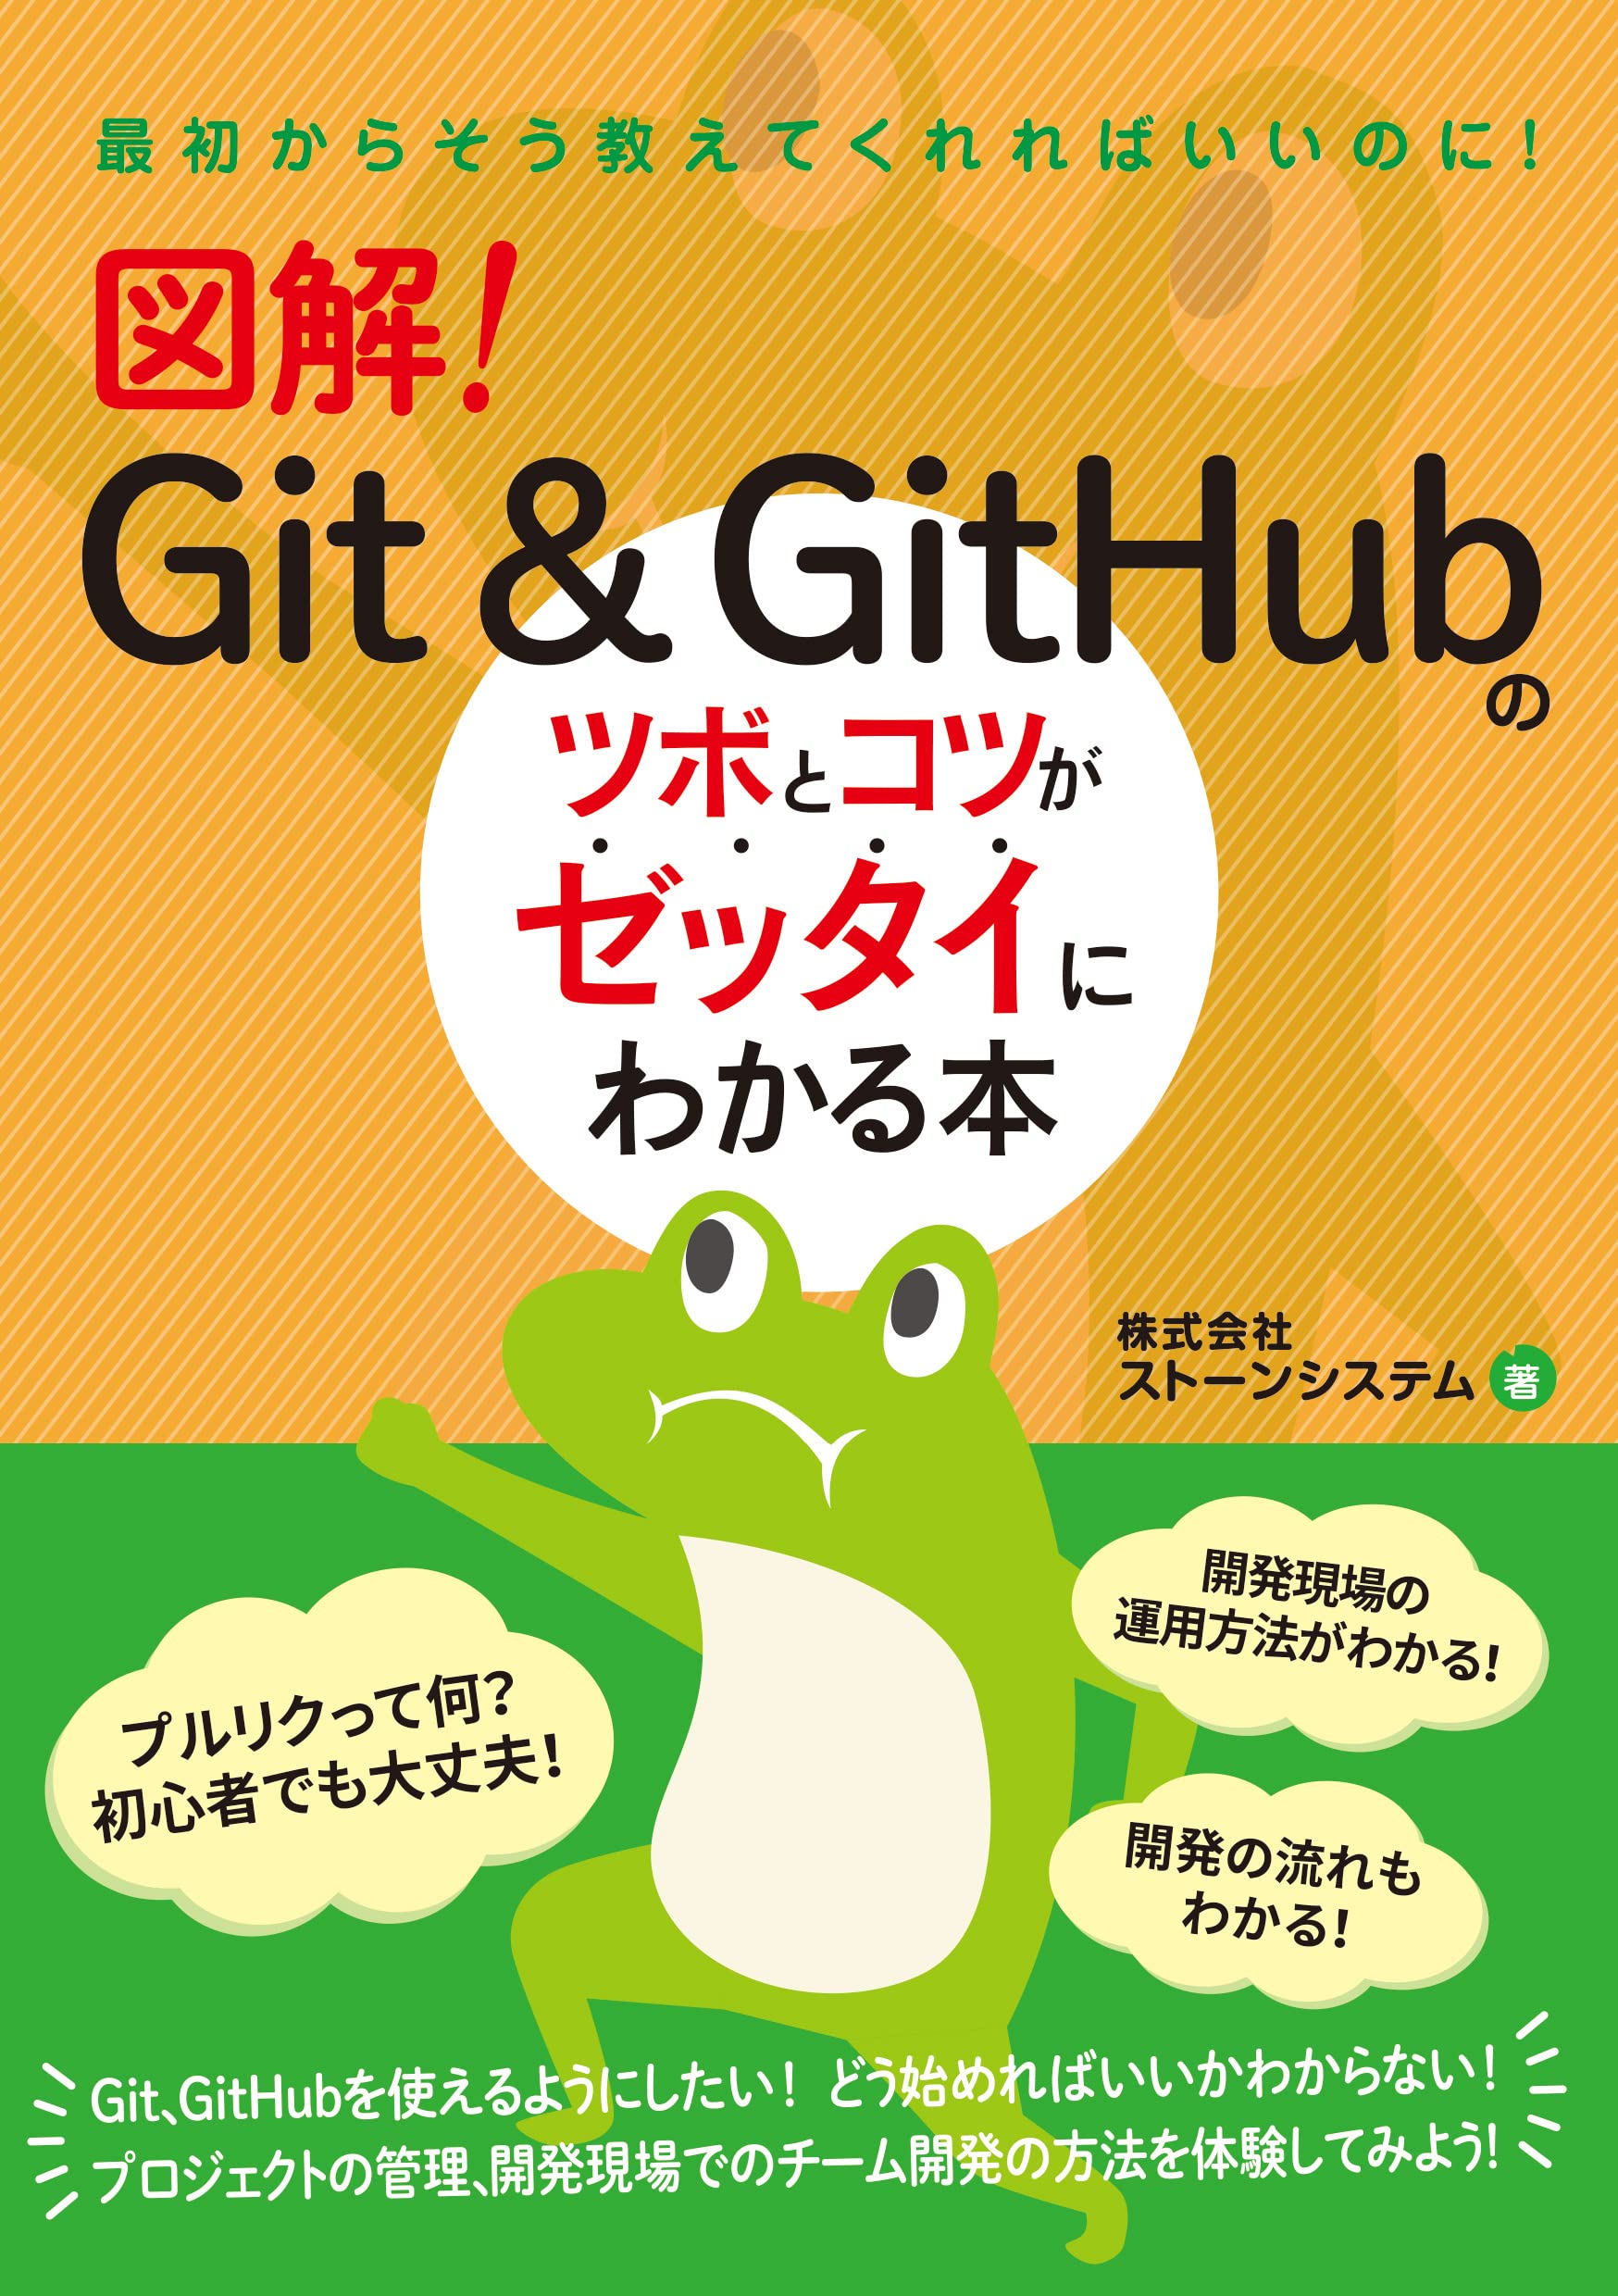 最初からそう教えてくれればいいのに！
図解！
Git & GitHubの
ツボとコツが
ゼッタイに
わかる本
株式会社
ストーンシステム 著
開発現場の
運用方法がわかる！
プルリクって何？
初心者でも大丈夫！
開発の流れも
わかる！
Git、GitHubを使えるようにしたい！ どう始めればいいかわからない！
プロジェクトの管理、開発現場でのチーム開発の方法を体験してみよう！